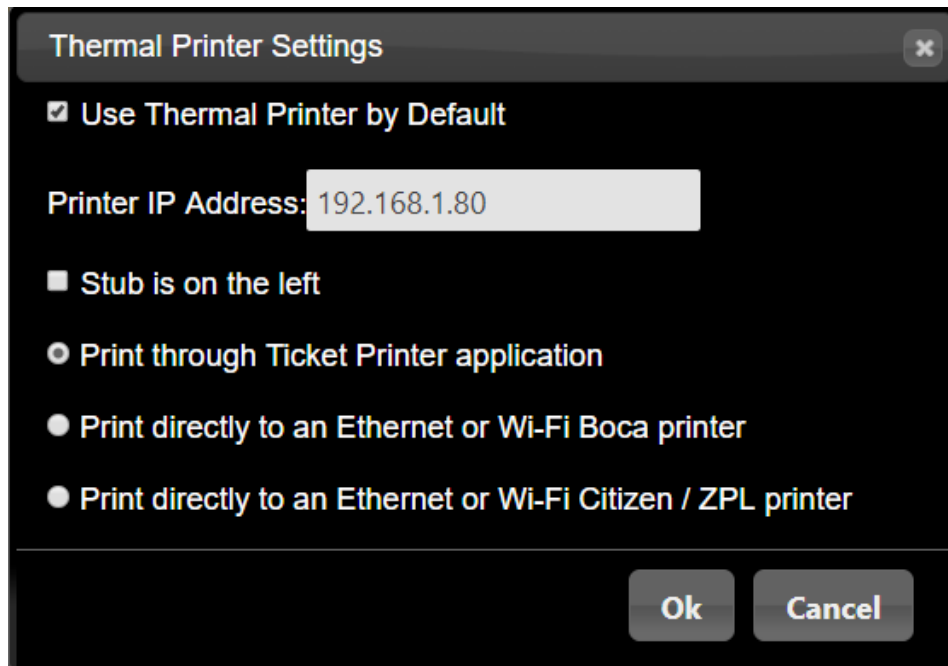 Thermal Printer Settings
Use Thermal Printer by Default
Printer IP Address: 192.168.1.80
Stub is on the left
Print through Ticket Printer application
Print directly to an Ethernet or Wi-Fi Boca printer
Print directly to an Ethernet or Wi-Fi Citizen / ZPL printer
Ok Cancel